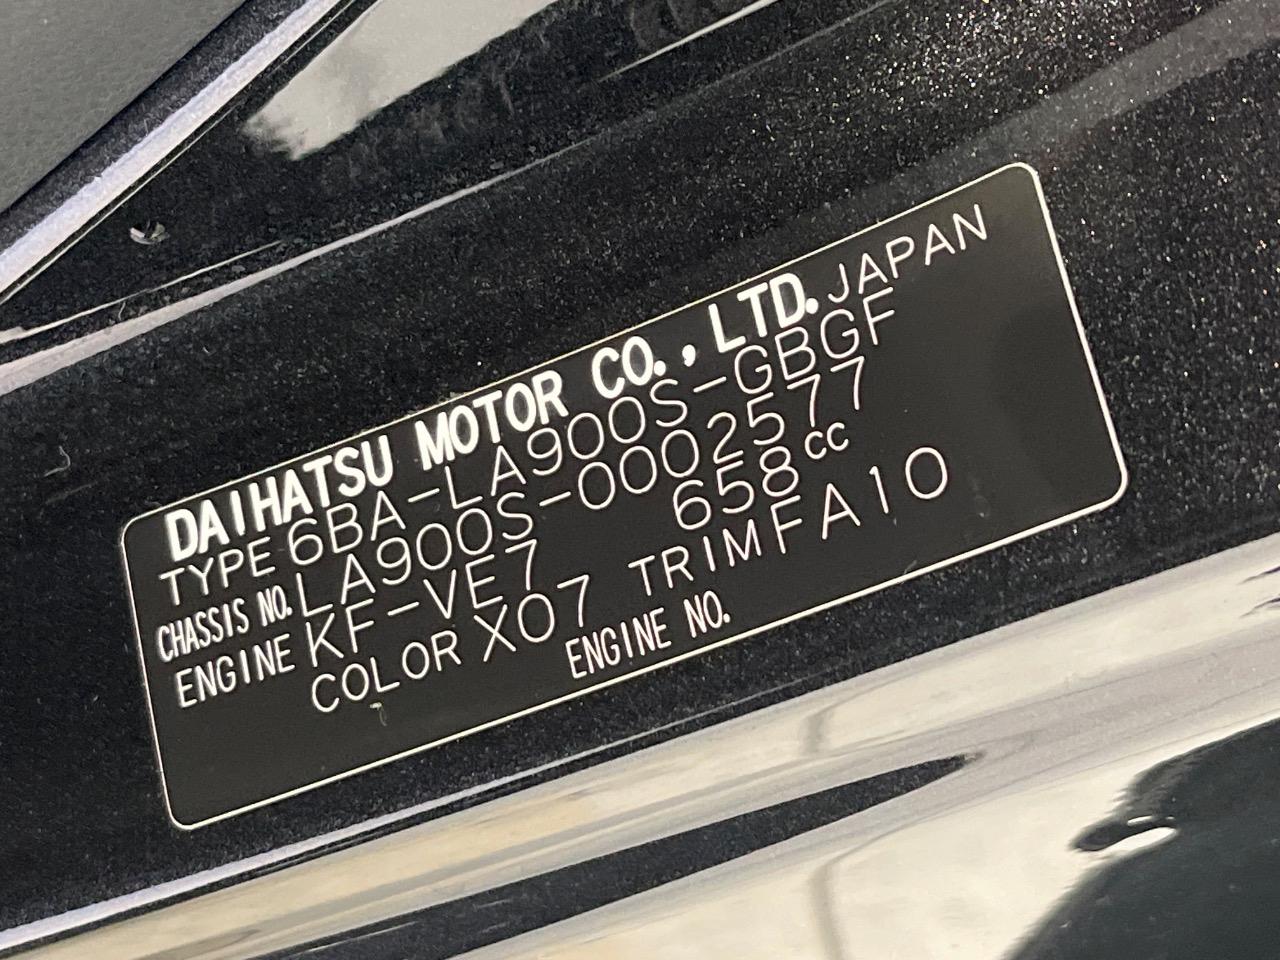 DAIHATSU MOTOR CO., LTD. JAPAN
TYPE 6BA-LA900S-GBGF
CHASSIS NO. LA900S-0002577
ENGINE KF-VE7 658cc
COLOR X07 TRIM FA10
ENGINE NO.